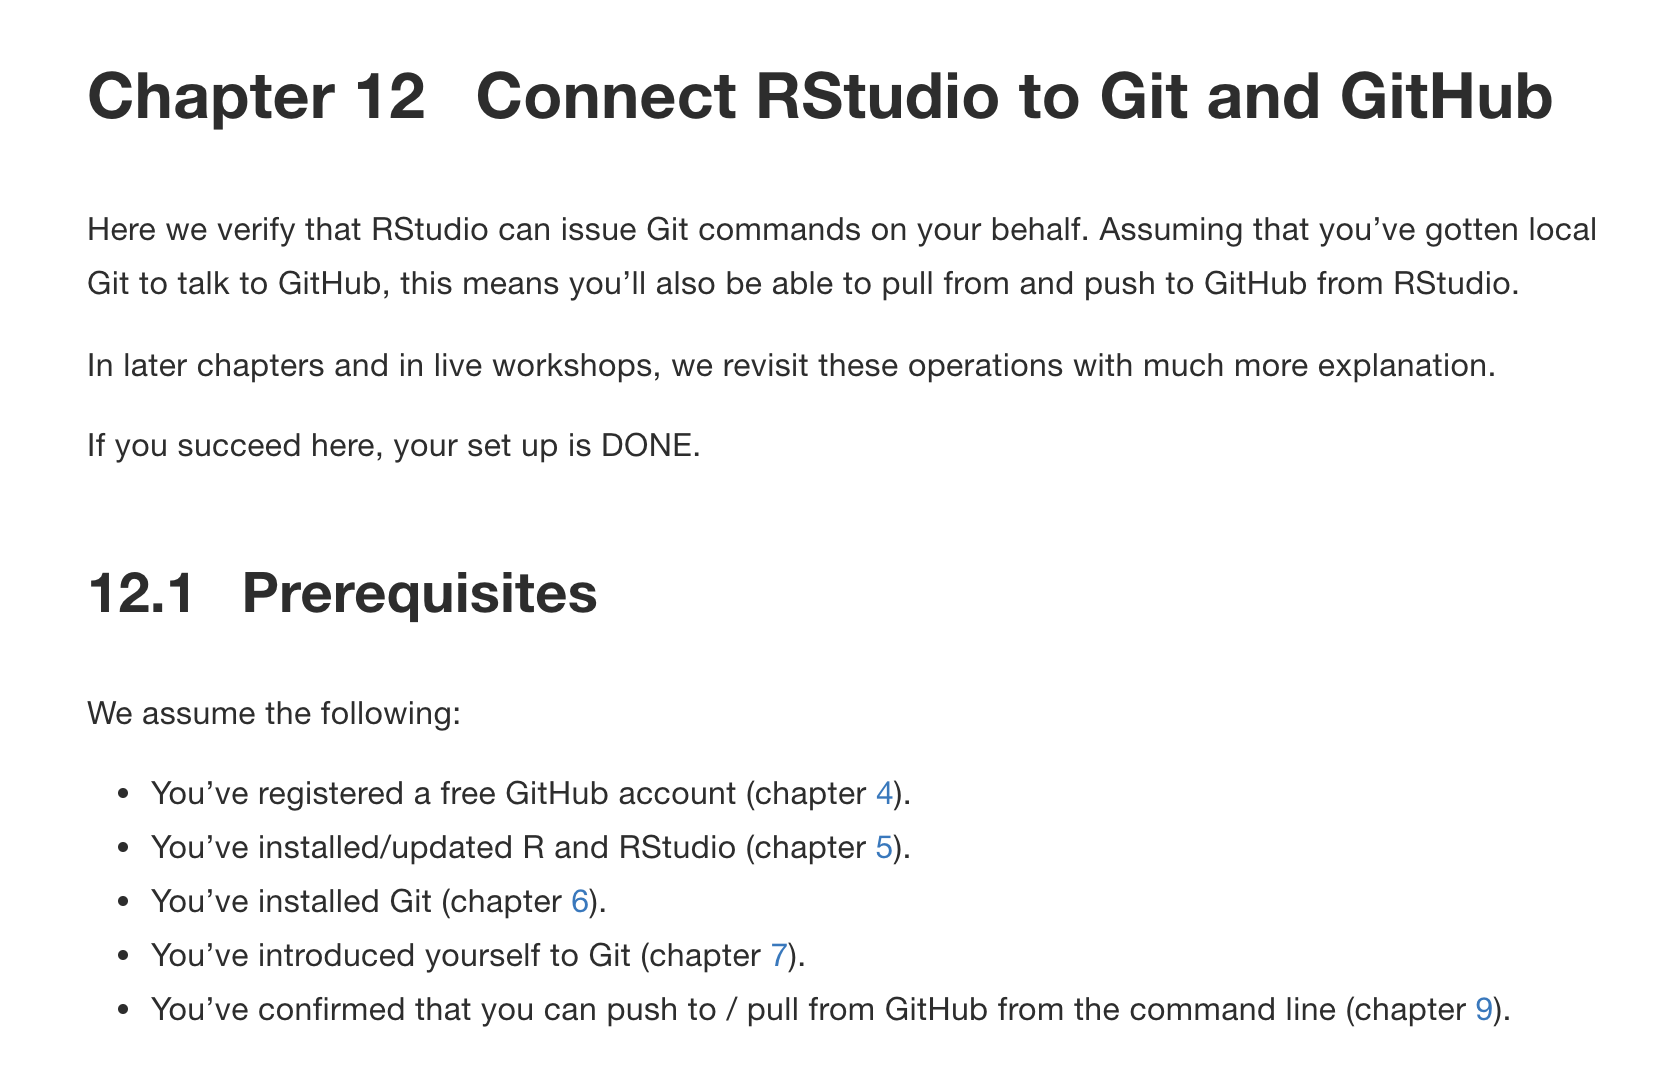 Chapter 12 Connect RStudio to Git and GitHub
Here we verify that RStudio can issue Git commands on your behalf. Assuming that you’ve gotten local
Git to talk to GitHub, this means you’ll also be able to pull from and push to GitHub from RStudio.
In later chapters and in live workshops, we revisit these operations with much more explanation.
If you succeed here, your set up is DONE.
12.1 Prerequisites
We assume the following:
• You’ve registered a free GitHub account (chapter 4).
• You’ve installed/updated R and RStudio (chapter 5).
• You’ve installed Git (chapter 6).
• You’ve introduced yourself to Git (chapter 7).
• You’ve confirmed that you can push to / pull from GitHub from the command line (chapter 9).